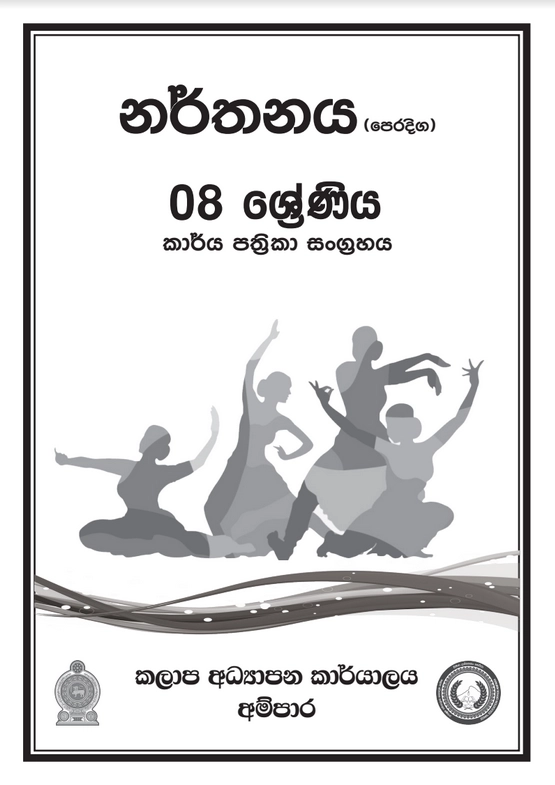 නර්තනය (පෙරදිග)
08 ශ්‍රේණිය
කාර්ය පත්‍රිකා සංග්‍රහය
කලාප අධ්‍යාපන කාර්යාලය
අම්පාර